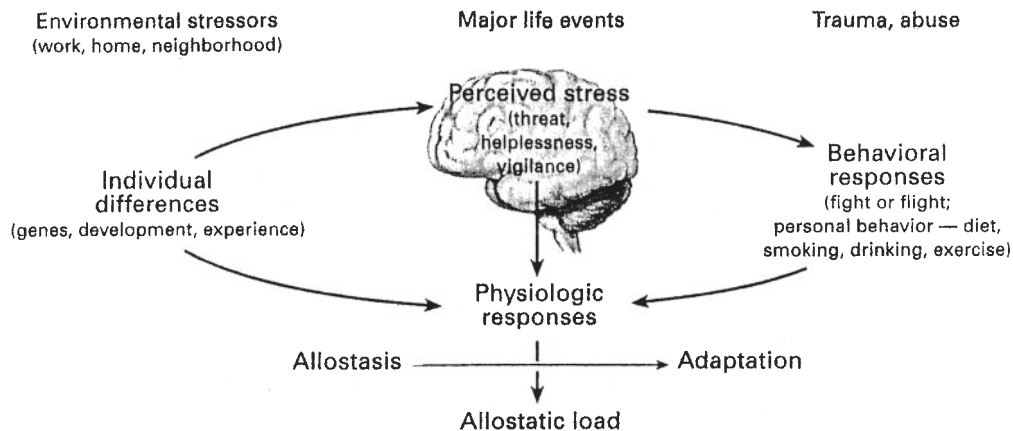 Environmental stressors
(work, home, neighborhood)
Major life events
Trauma, abuse
Perceived stress
(threat,
helplessness,
vigilance)
Individual
differences
(genes, development, experience)
Behavioral
responses
(fight or flight;
personal behavior — diet,
smoking, drinking, exercise)
Physiologic
responses
Allostasis
Adaptation
Allostatic load